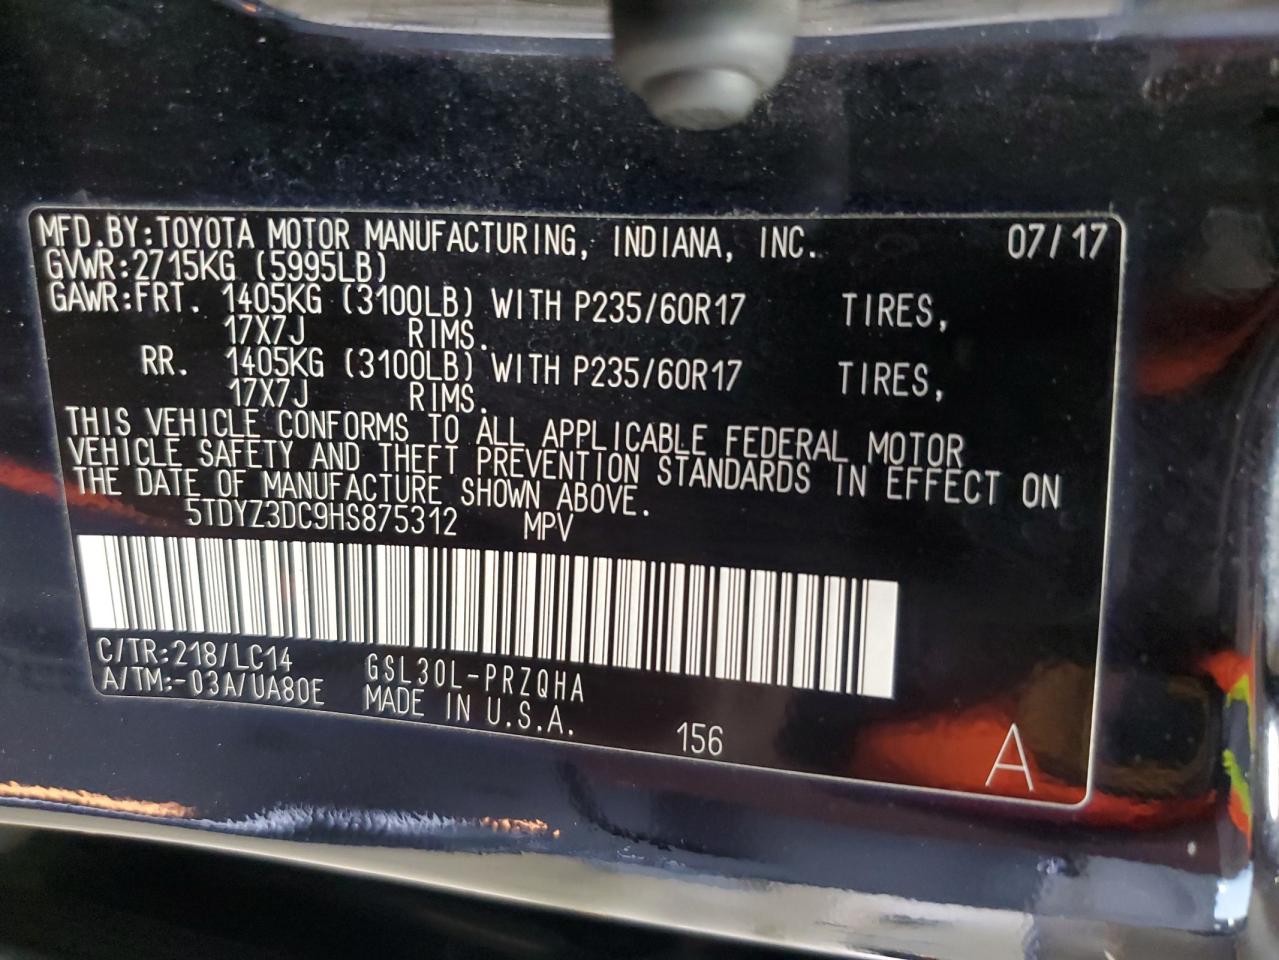 MFD.BY:TOYOTA MOTOR MANUFACTURING, INDIANA, INC. 07/17
GVWR:2715KG (5995LB)
GAWR:FRT. 1405KG (3100LB) WITH P235/60R17 TIRES,
17X7J RIMS.
RR. 1405KG (3100LB) WITH P235/60R17 TIRES,
17X7J RIMS.
THIS VEHICLE CONFORMS TO ALL APPLICABLE FEDERAL MOTOR
VEHICLE SAFETY AND THEFT PREVENTION STANDARDS IN EFFECT ON
THE DATE OF MANUFACTURE SHOWN ABOVE.
5TDYZ3DC9HS875312 MPV
C/TR:218/LC14 GSL30L-PRZQHA
A/TM:-03A/UA80E MADE IN U.S.A.
156 A